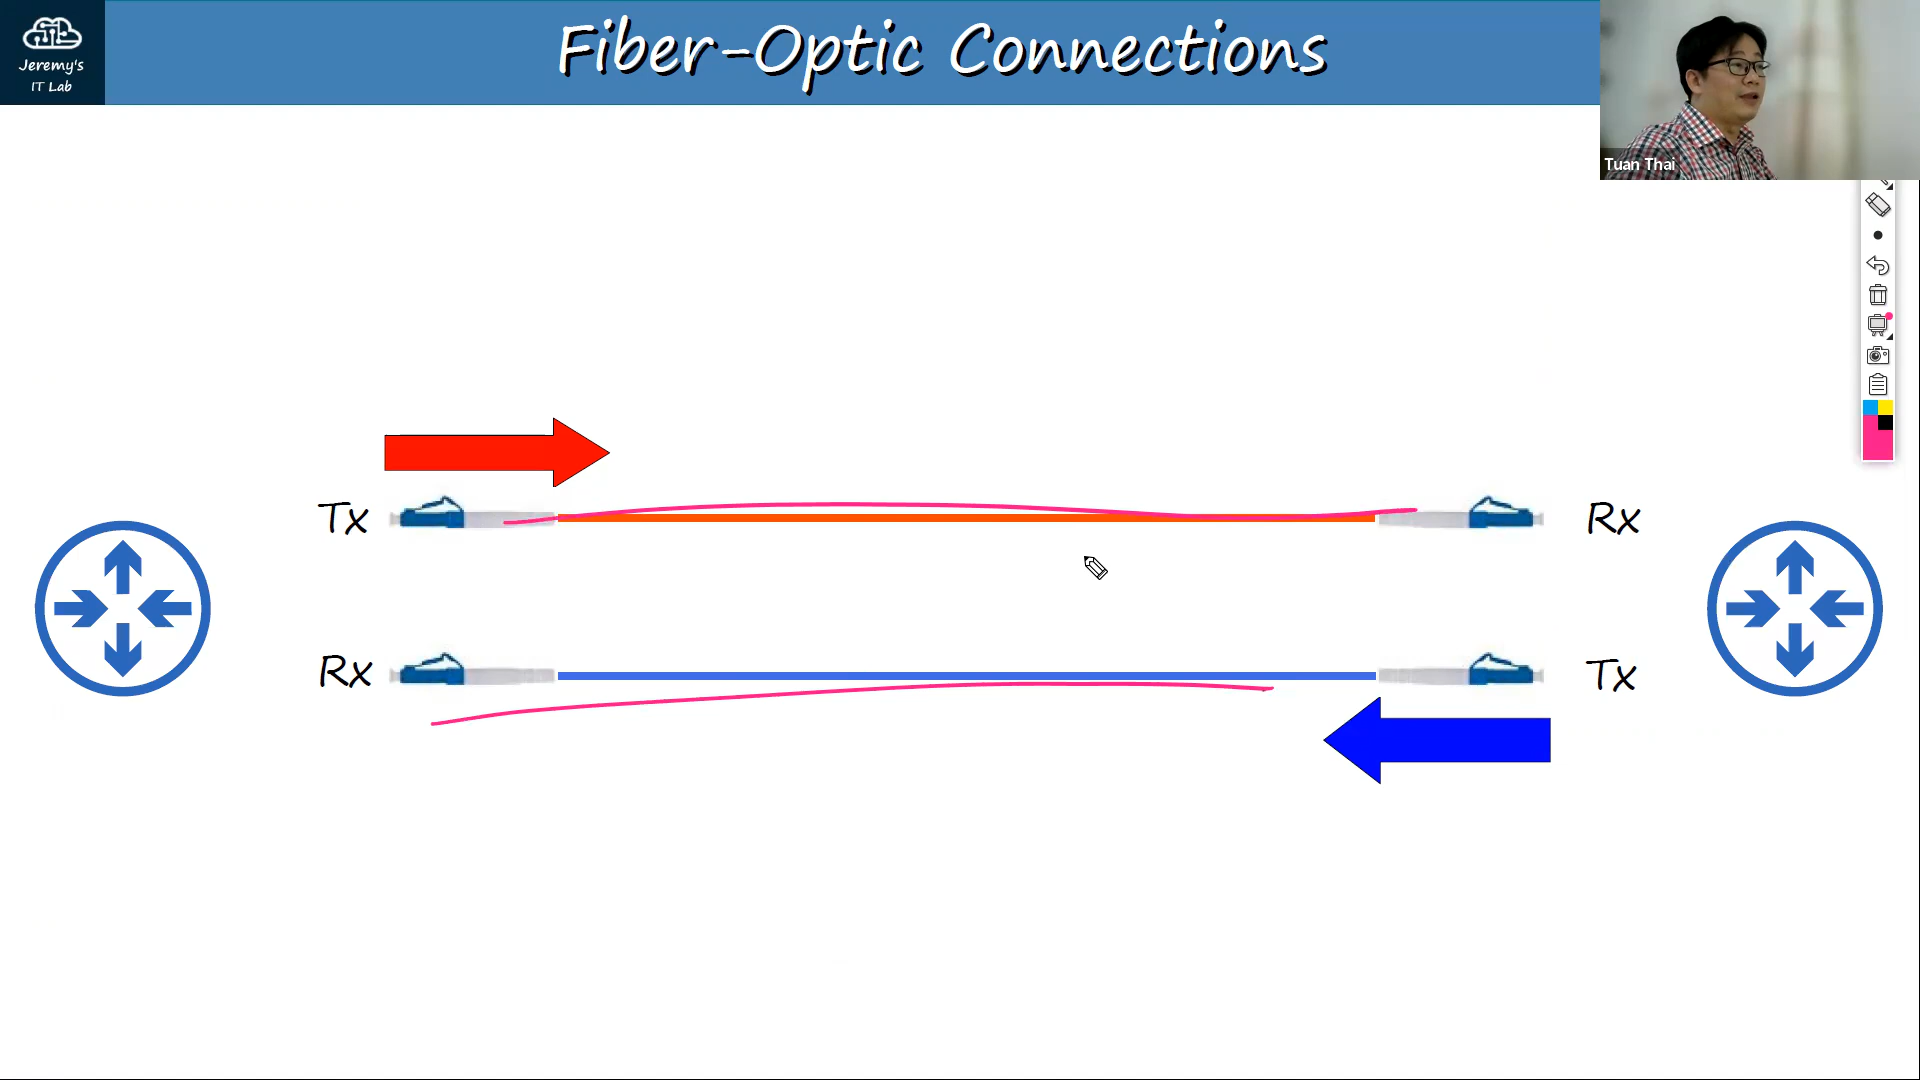 Jeremy's
IT Lab
Fiber-Optic Connections
Tuan Thai
Tx
Rx
Rx
Tx